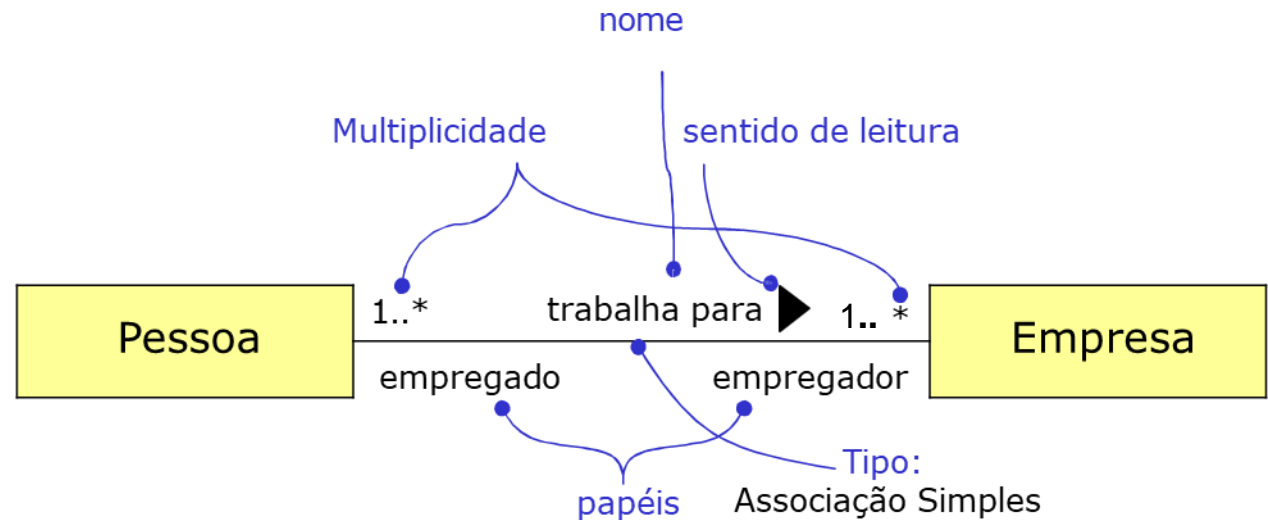 nome
Multiplicidade
sentido de leitura
Pessoa
1..*
trabalha para
1.. *
Empresa
empregado
empregador
papéis
Tipo:
Associação Simples